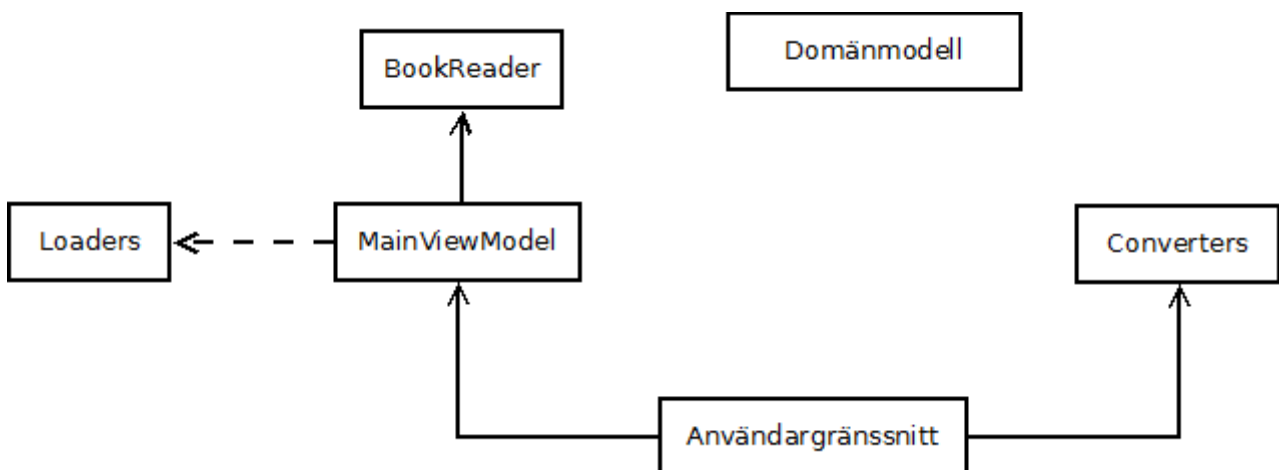 Domänmodell
BookReader
Loaders
MainViewModel
Converters
Användargränssnitt